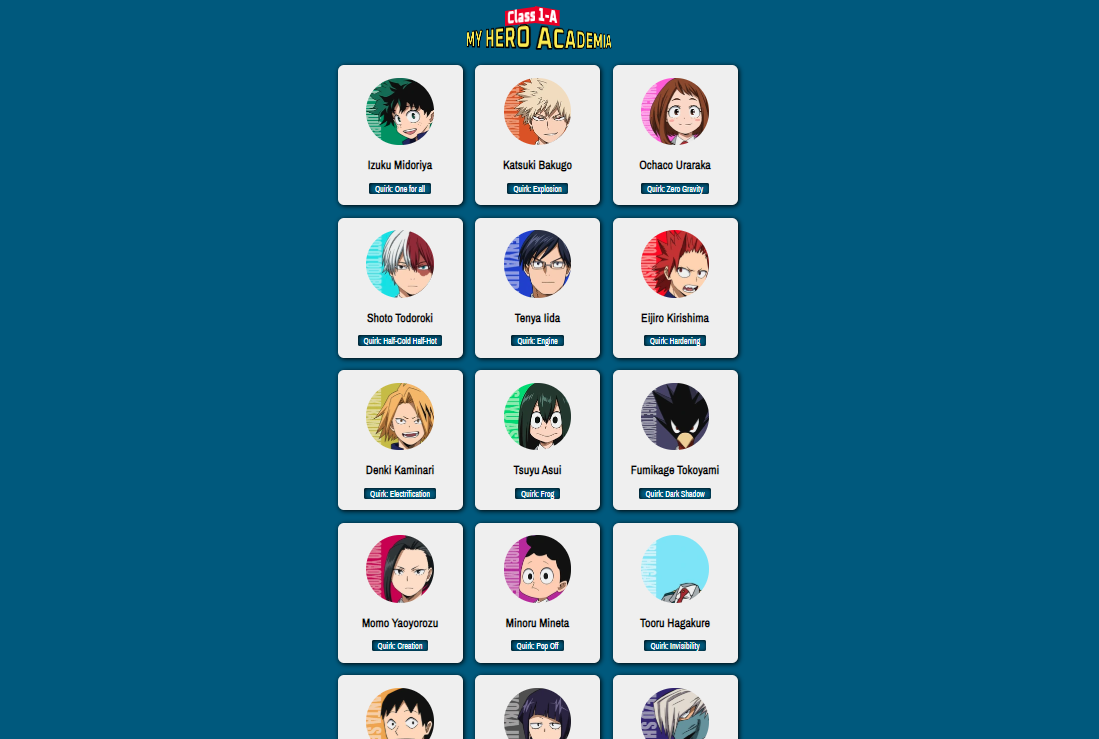 Class 1-A
MY HERO ACADEMIA
Izuku Midoriya
Quirk: One for all
Katsuki Bakugo
Quirk: Explosion
Ochaco Uraraka
Quirk: Zero Gravity
Shoto Todoroki
Quirk: Half-Cold Half-Hot
Tenya Iida
Quirk: Engine
Eijiro Kirishima
Quirk: Hardening
Denki Kaminari
Quirk: Electrification
Tsuyu Asui
Quirk: Frog
Fumikage Tokoyami
Quirk: Dark Shadow
Momo Yaoyorozu
Quirk: Creation
Minoru Mineta
Quirk: Pop Off
Tooru Hagakure
Quirk: Invisibility